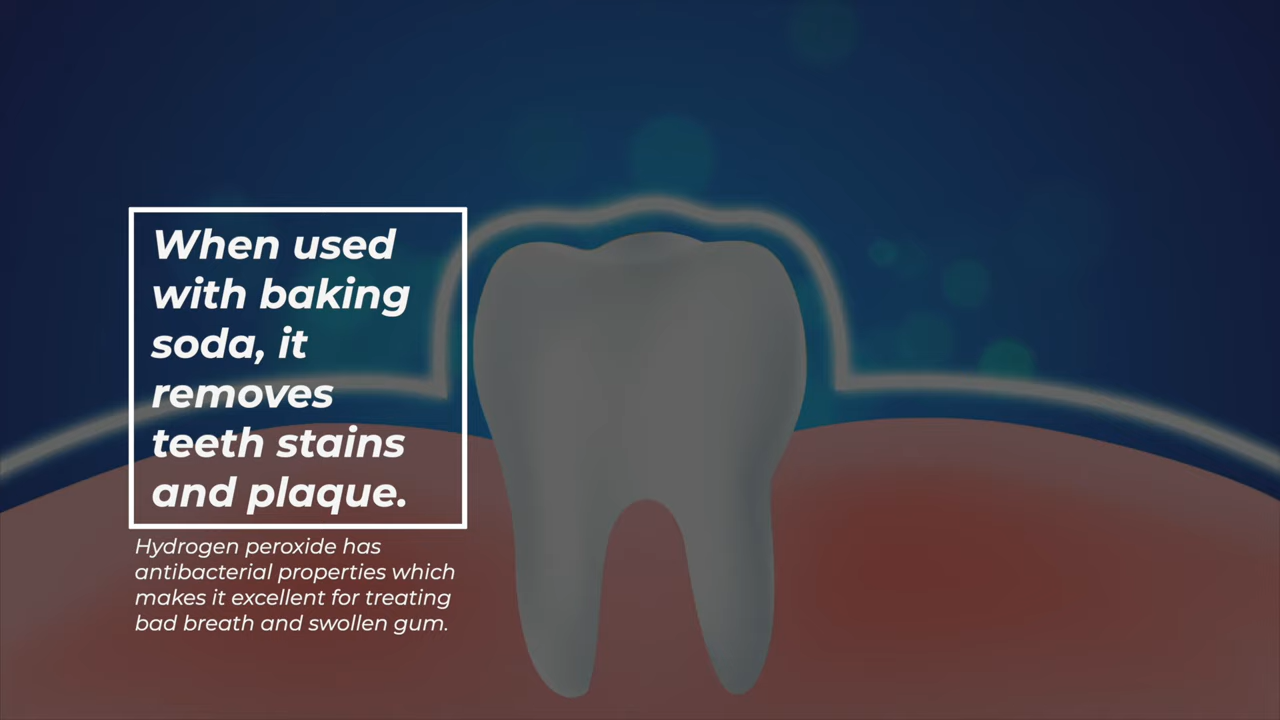 When used
with baking
soda, it
removes
teeth stains
and plaque.
Hydrogen peroxide has
antibacterial properties which
makes it excellent for treating
bad breath and swollen gum.